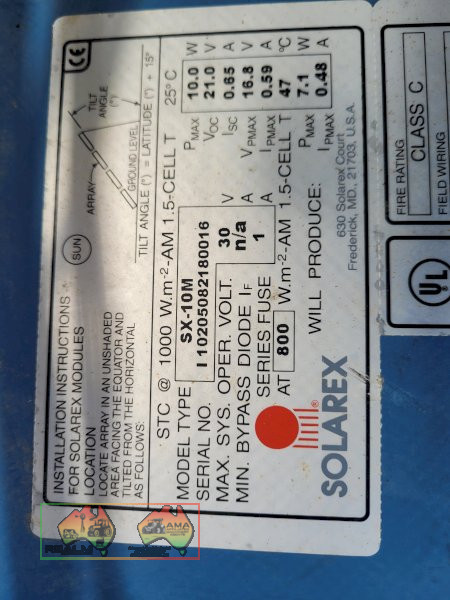 INSTALLATION INSTRUCTIONS
FOR SOLAREX MODULES
LOCATION
LOCATE ARRAY IN AN UNSHADED
AREA FACING THE EQUATOR AND
TILTED FROM THE HORIZONTAL
AS FOLLOWS:
SUN
ARRAY
TILT
ANGLE
(°)
GROUND LEVEL
TILT ANGLE (°) = LATITUDE (°) + 15°
CE
STC @ 1000 W.m-2-AM 1.5-CELL T 25°C
MODEL TYPE SX-10M
SERIAL NO. I 10205082180016
MAX. SYS. OPER. VOLT. 30 V
MIN. BYPASS DIODE IF n/a A
SERIES FUSE 1 A
PMAX 10.0 W
VOC 21.0 V
ISC 0.65 A
VPMAX 16.8 V
IPMAX 0.59 A
AT 800 W.m-2-AM 1.5-CELL T 47 °C
WILL PRODUCE: PMAX 7.1 W
IPMAX 0.48 A
SOLAREX®
630 Solarex Court
Frederick, MD., 21703, U.S.A.
UL
FIRE RATING
CLASS C
FIELD WIRING
AMA